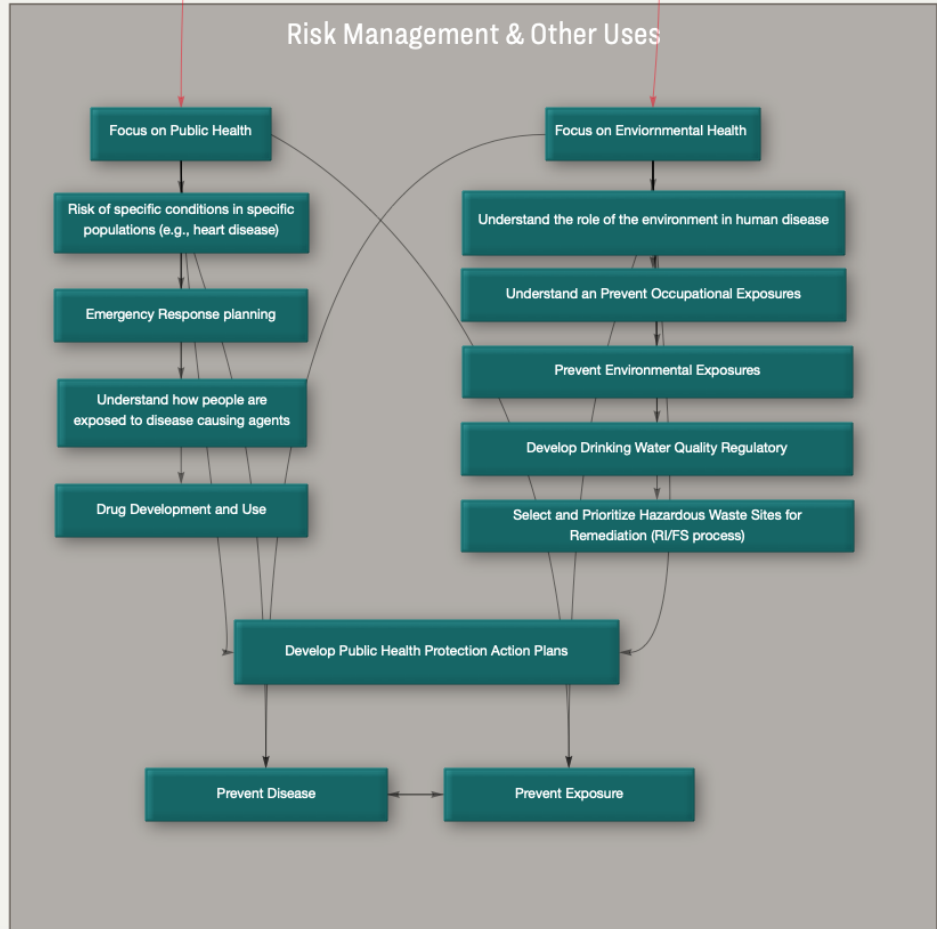 Risk Management & Other Uses
Focus on Public Health
Focus on Enviornmental Health
Risk of specific conditions in specific
populations (e.g., heart disease)
Understand the role of the environment in human disease
Emergency Response planning
Understand an Prevent Occupational Exposures
Understand how people are
exposed to disease causing agents
Prevent Environmental Exposures
Develop Drinking Water Quality Regulatory
Drug Development and Use
Select and Prioritize Hazardous Waste Sites for
Remediation (RI/FS process)
Develop Public Health Protection Action Plans
Prevent Disease
Prevent Exposure